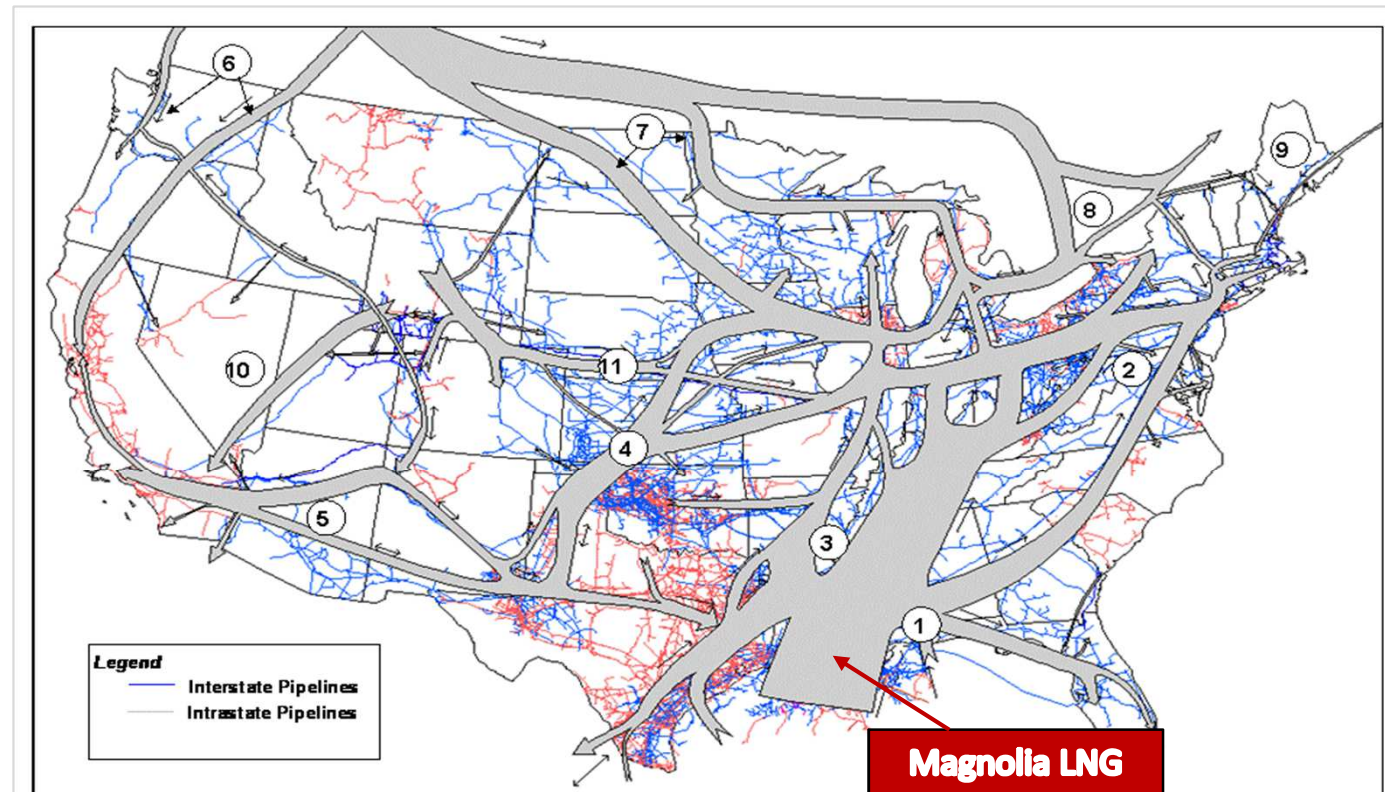 6
7
9
8
10
11
2
4
5
3
1
Legend
Interstate Pipelines
Intrastate Pipelines
Magnolia LNG